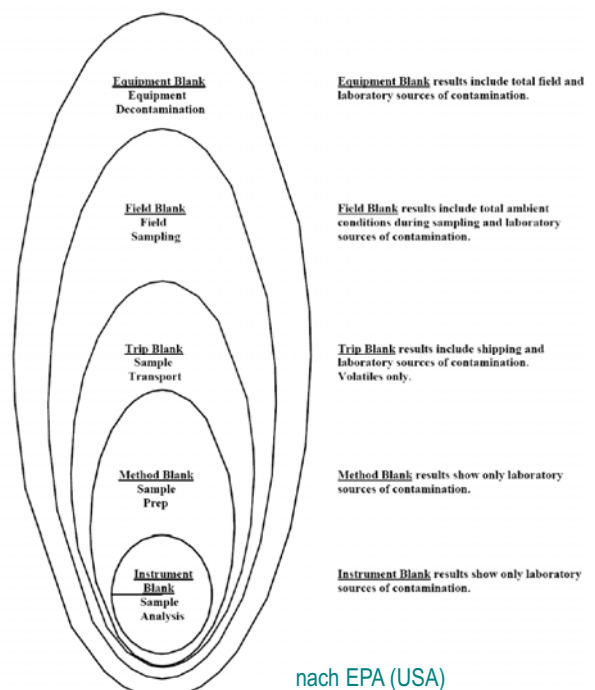 Equipment Blank
Equipment
Decontamination
Equipment Blank results include total field and
laboratory sources of contamination.
Field Blank
Field
Sampling
Field Blank results include total ambient
conditions during sampling and laboratory
sources of contamination.
Trip Blank
Sample
Transport
Trip Blank results include shipping and
laboratory sources of contamination.
Volatiles only.
Method Blank
Sample
Prep
Method Blank results show only laboratory
sources of contamination.
Instrument
Blank
Sample
Analysis
Instrument Blank results show only laboratory
sources of contamination.
nach EPA (USA)